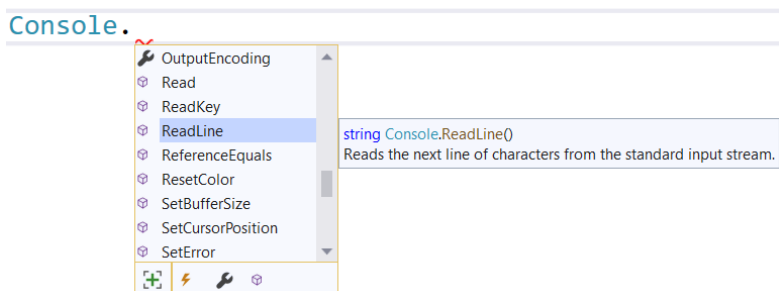 Console.
OutputEncoding
Read
ReadKey
ReadLine
string Console.ReadLine()
ReferenceEquals
Reads the next line of characters from the standard input stream.
ResetColor
SetBufferSize
SetCursorPosition
SetError